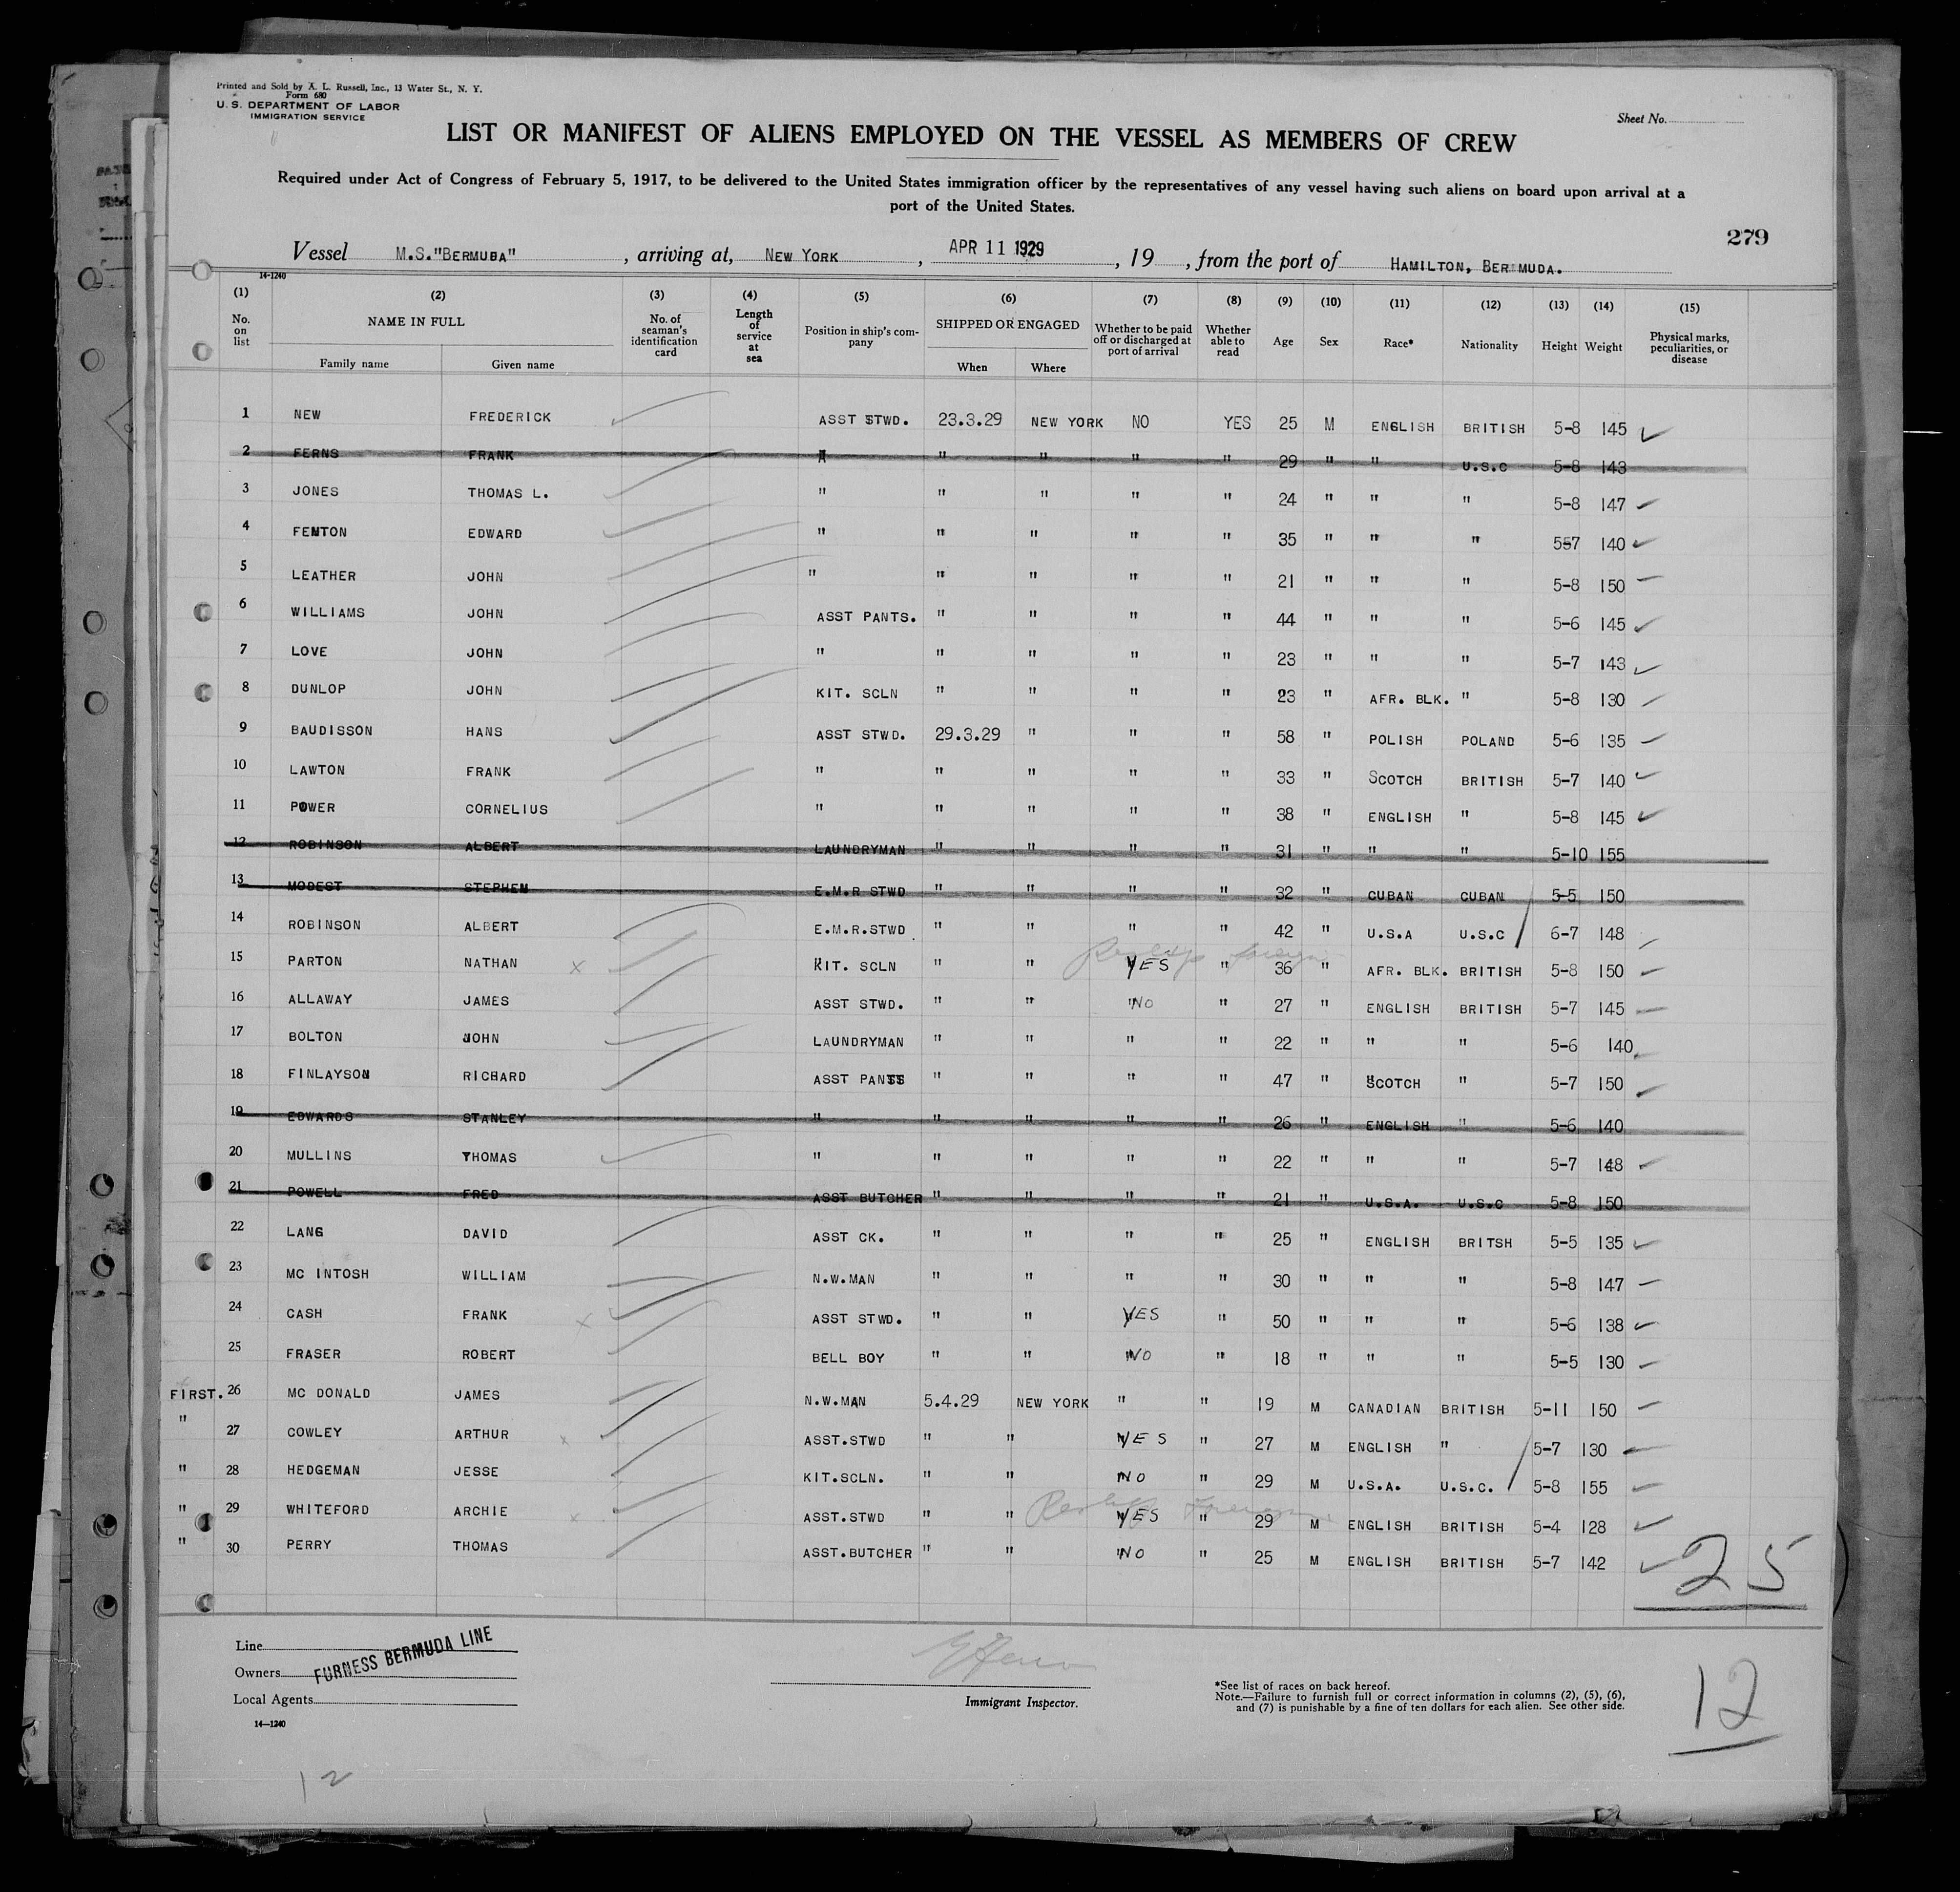 Printed and Sold by A. L. Russell, Inc., 13 Water St., N. Y.
Form 680
U. S. DEPARTMENT OF LABOR
IMMIGRATION SERVICE
Sheet No.
LIST OR MANIFEST OF ALIENS EMPLOYED ON THE VESSEL AS MEMBERS OF CREW
Required under Act of Congress of February 5, 1917, to be delivered to the United States immigration officer by the representatives of any vessel having such aliens on board upon arrival at a
port of the United States.
279
Vessel M.S."BERMUDA", arriving at, NEW YORK, APR 11 1929, 19, from the port of HAMILTON, BERMUDA.
14-1240
(1) (2) (3) (4) (5) (6) (7) (8) (9) (10) (11) (12) (13) (14) (15)
No. on list NAME IN FULL Family name Given name No. of seaman's identification card Length of service at sea Position in ship's company SHIPPED OR ENGAGED When Where Whether to be paid off or discharged at port of arrival Whether able to read Age Sex Race* Nationality Height Weight Physical marks, peculiarities, or disease
1 NEW FREDERICK ASST STWD. 23.3.29 NEW YORK NO YES 25 M ENGLISH BRITISH 5-8 145
2 FERNS FRANK " " " " 29 " " U.S.C 5-8 143
3 JONES THOMAS L. " " " " " 24 " " " 5-8 147
4 FENTON EDWARD " " " " " 35 " " " 557 140
5 LEATHER JOHN " " " " " 21 " " " 5-8 150
6 WILLIAMS JOHN ASST PANTS. " " " " 44 " " " 5-6 145
7 LOVE JOHN " " " " " 23 " " " 5-7 143
8 DUNLOP JOHN KIT. SCLN " " " " 23 " AFR. BLK. " 5-8 130
9 BAUDISSON HANS ASST STWD. 29.3.29 " " " 58 " POLISH POLAND 5-6 135
10 LAWTON FRANK " " " " " 33 " SCOTCH BRITISH 5-7 140
11 POWER CORNELIUS " " " " " 38 " ENGLISH " 5-8 145
12 ROBINSON ALBERT LAUNDRYMAN " " " " 31 " " " 5-10 155
13 MODEST STEPHEN E.M.R STWD " " " " 32 " CUBAN CUBAN 5-5 150
14 ROBINSON ALBERT E.M.R.STWD " " " " 42 " U.S.A U.S.C 6-7 148
15 PARTON NATHAN x KIT. SCLN " " YES " 36 " AFR. BLK. BRITISH 5-8 150
16 ALLAWAY JAMES ASST STWD. " " NO " 27 " ENGLISH BRITISH 5-7 145
17 BOLTON JOHN LAUNDRYMAN " " " " 22 " " " 5-6 140
18 FINLAYSON RICHARD ASST PANTS " " " " 47 " SCOTCH " 5-7 150
19 EDWARDS STANLEY " " " " " 26 " ENGLISH " 5-6 140
20 MULLINS THOMAS " " " " " 22 " " " 5-7 148
21 POWELL FRED ASST BUTCHER " " " " 21 " U.S.A. U.S.C 5-8 150
22 LANG DAVID ASST CK. " " " " 25 " ENGLISH BRITSH 5-5 135
23 MC INTOSH WILLIAM N.W.MAN " " " " 30 " " " 5-8 147
24 CASH FRANK x ASST STWD. " " YES " 50 " " " 5-6 138
25 FRASER ROBERT BELL BOY " " NO " 18 " " " 5-5 130
FIRST. 26 MC DONALD JAMES N.W.MAN 5.4.29 NEW YORK " " 19 M CANADIAN BRITISH 5-11 150
" 27 COWLEY ARTHUR x ASST.STWD " " YES " 27 M ENGLISH " 5-7 130
" 28 HEDGEMAN JESSE KIT.SCLN. " " NO " 29 M U.S.A. U.S.C. 5-8 155
" 29 WHITEFORD ARCHIE x ASST.STWD " " YES " 29 M ENGLISH BRITISH 5-4 128
" 30 PERRY THOMAS ASST.BUTCHER " " NO " 25 M ENGLISH BRITISH 5-7 142
25
Line
Owners FURNESS BERMUDA LINE
Local Agents
14-1240
Immigrant Inspector.
*See list of races on back hereof.
Note.—Failure to furnish full or correct information in columns (2), (5), (6),
and (7) is punishable by a fine of ten dollars for each alien. See other side.
12
12